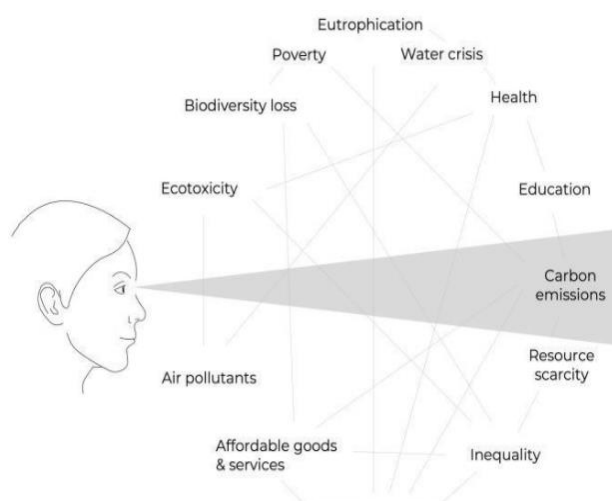 Eutrophication
Poverty
Water crisis
Health
Biodiversity loss
Ecotoxicity
Education
Carbon
emissions
Resource
scarcity
Air pollutants
Affordable goods
& services
Inequality